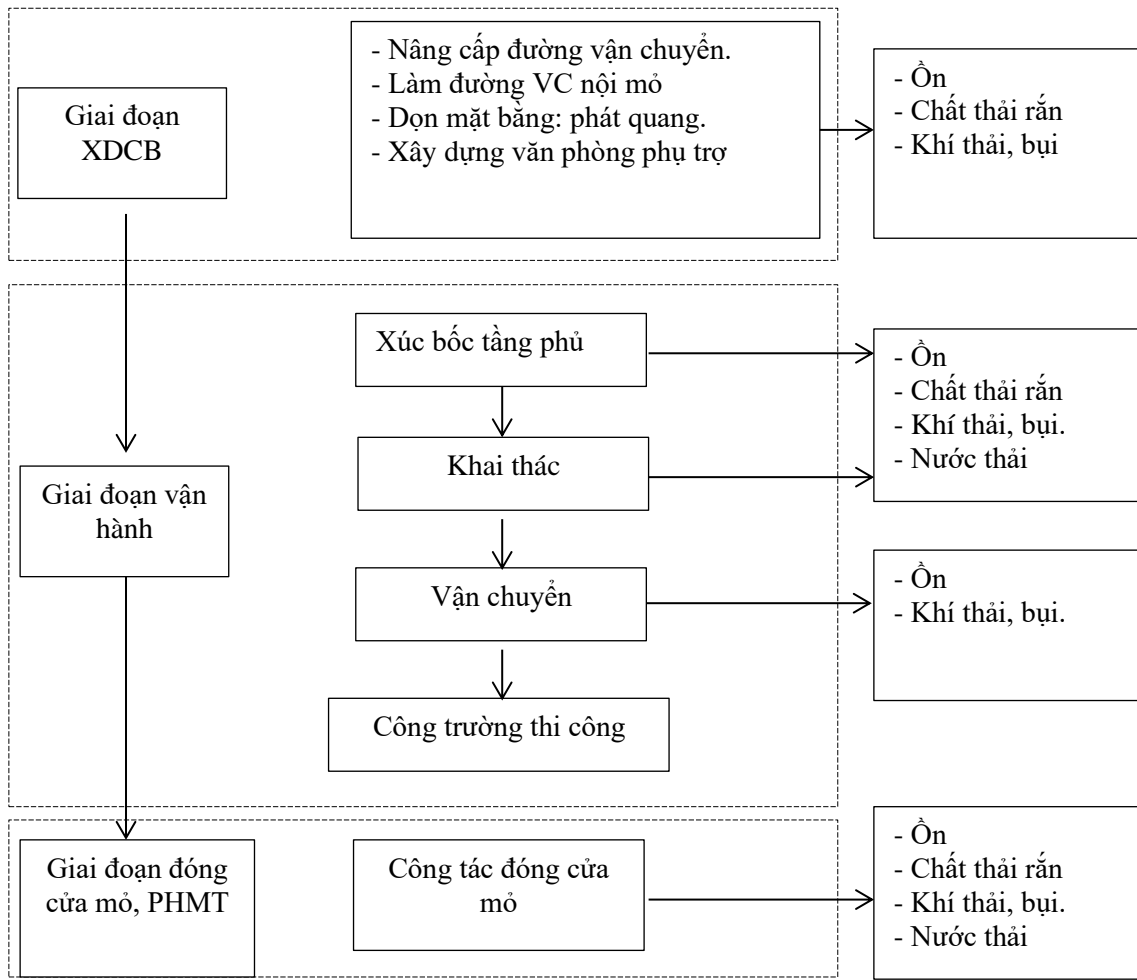 Giai đoạn
XDCB
- Nâng cấp đường vận chuyển.
- Làm đường VC nội mỏ
- Dọn mặt bằng: phát quang.
- Xây dựng văn phòng phụ trợ
- Ồn
- Chất thải rắn
- Khí thải, bụi
Giai đoạn vận
hành
Xúc bốc tầng phủ
Khai thác
Vận chuyển
Công trường thi công
- Ồn
- Chất thải rắn
- Khí thải, bụi.
- Nước thải
- Ồn
- Khí thải, bụi.
Giai đoạn đóng
cửa mỏ, PHMT
Công tác đóng cửa
mỏ
- Ồn
- Chất thải rắn
- Khí thải, bụi.
- Nước thải